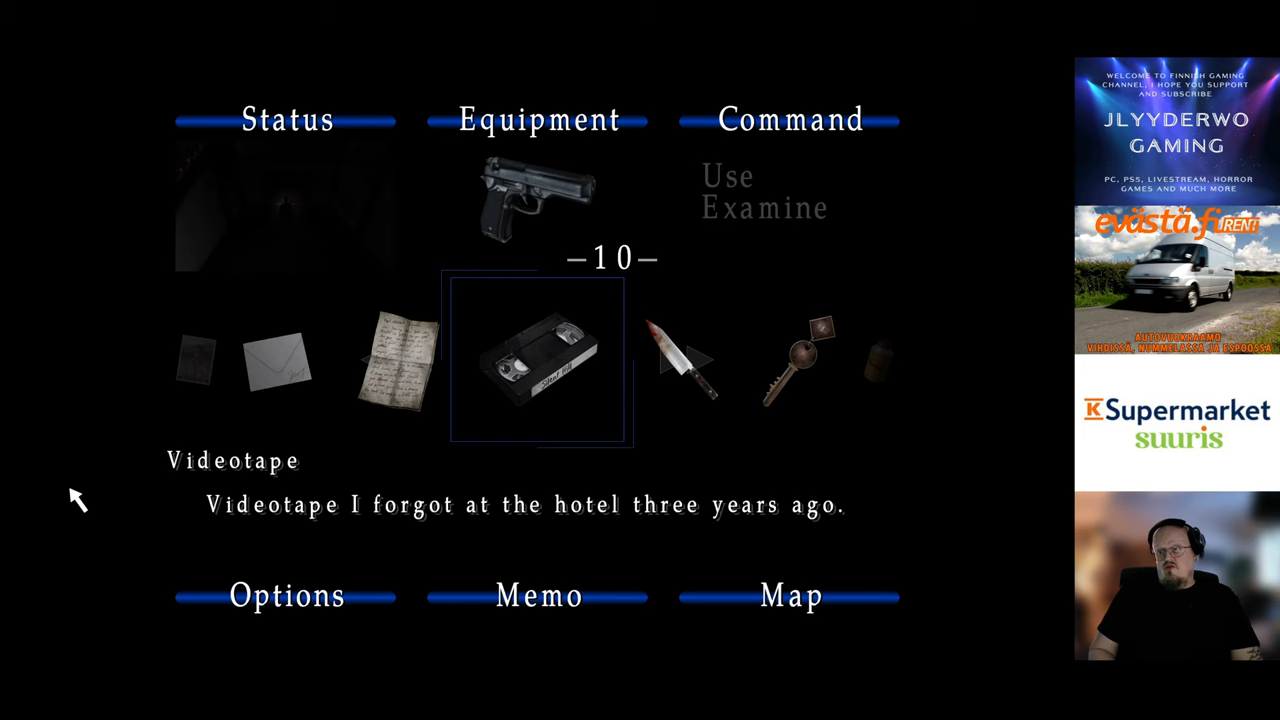 Status
Equipment
Command
Use
Examine
–10–
Videotape
Videotape I forgot at the hotel three years ago.
Options
Memo
Map
WELCOME TO FINNISH GAMING
CHANNEL, I HOPE YOU SUPPORT
AND SUBSCRIBE
JLYYDERWO
GAMING
PC, PS5, LIVESTREAM, HORROR
GAMES AND MUCH MORE
evästä.fi
RENT
AUTOVUOKRAAMO
VIHDISSÄ, NUMMELASSA JA ESPOOSSA
K Supermarket
suuris